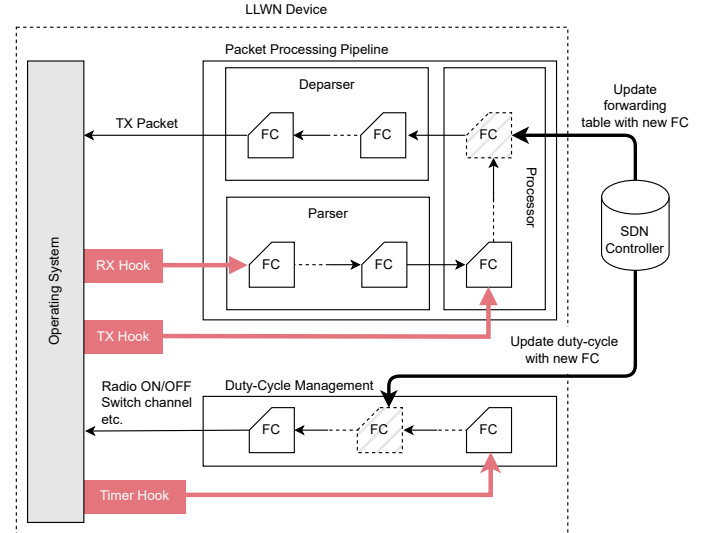 LLWN Device
Packet Processing Pipeline
Deparser
TX Packet
FC
FC
FC
Update
forwarding
table with new FC
Processor
Parser
SDN
Controller
Operating System
RX Hook
FC
FC
FC
TX Hook
Update duty-cycle
with new FC
Radio ON/OFF
Switch channel
etc.
Duty-Cycle Management
FC
FC
FC
Timer Hook